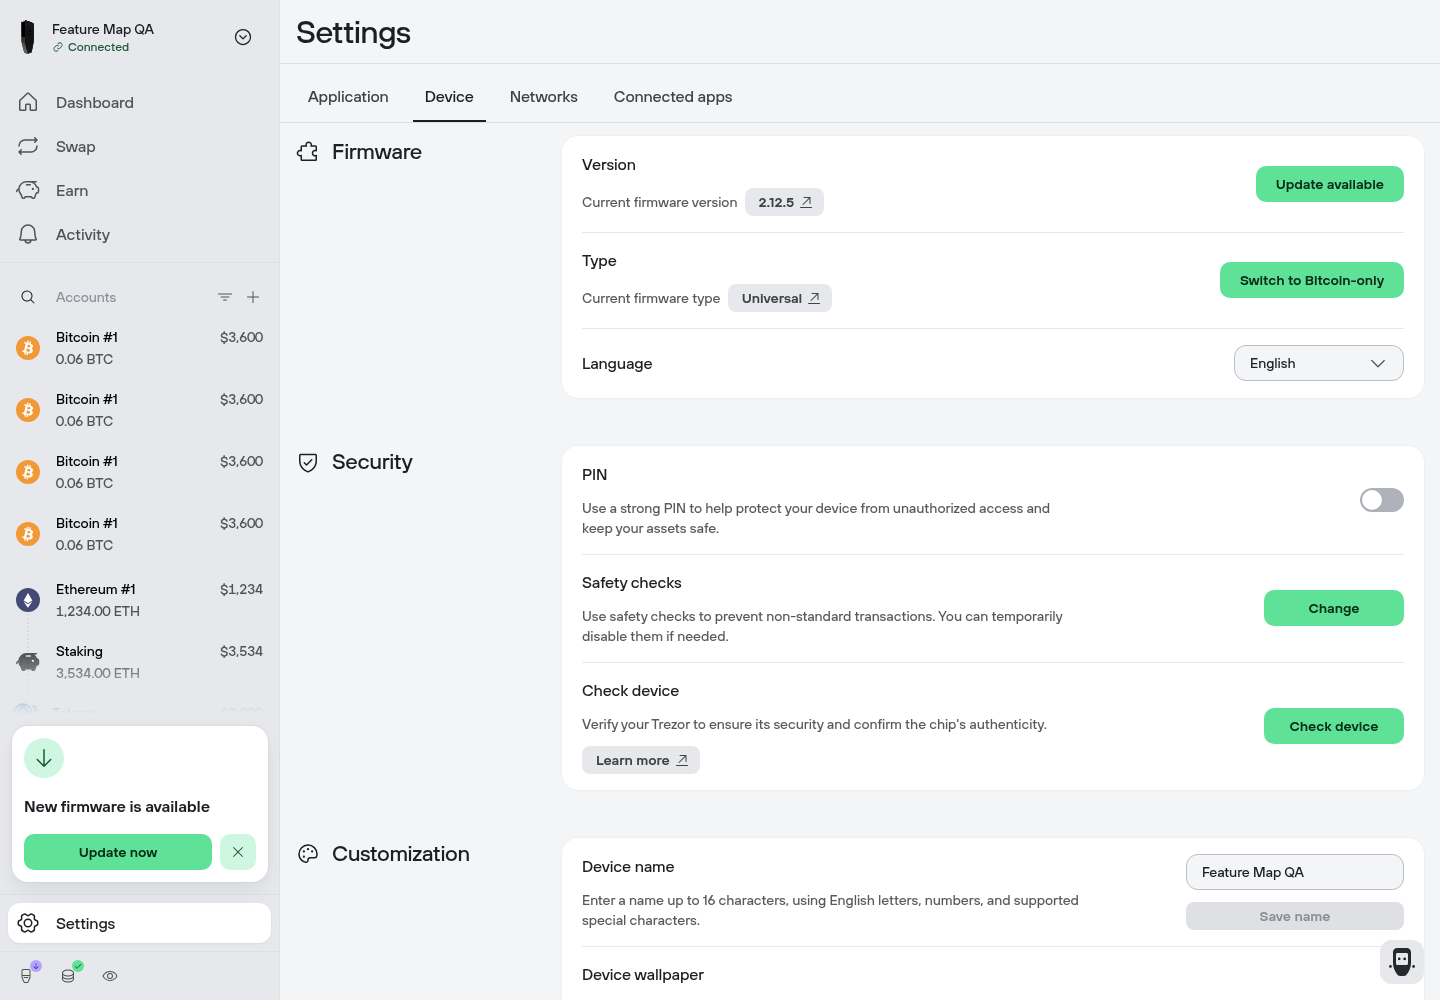 Feature Map QA
Connected
Dashboard
Swap
Earn
Activity
Accounts
Bitcoin #1
$3,600
0.06 BTC
Bitcoin #1
$3,600
0.06 BTC
Bitcoin #1
$3,600
0.06 BTC
Bitcoin #1
$3,600
0.06 BTC
Ethereum #1
$1,234
1,234.00 ETH
Staking
$3,534
3,534.00 ETH
New firmware is available
Update now
Settings
Settings
Application
Device
Networks
Connected apps
Firmware
Version
Current firmware version
2.12.5
Update available
Type
Current firmware type
Universal
Switch to Bitcoin-only
Language
English
Security
PIN
Use a strong PIN to help protect your device from unauthorized access and
keep your assets safe.
Safety checks
Use safety checks to prevent non-standard transactions. You can temporarily
disable them if needed.
Change
Check device
Verify your Trezor to ensure its security and confirm the chip's authenticity.
Learn more
Check device
Customization
Device name
Enter a name up to 16 characters, using English letters, numbers, and supported
special characters.
Feature Map QA
Save name
Device wallpaper